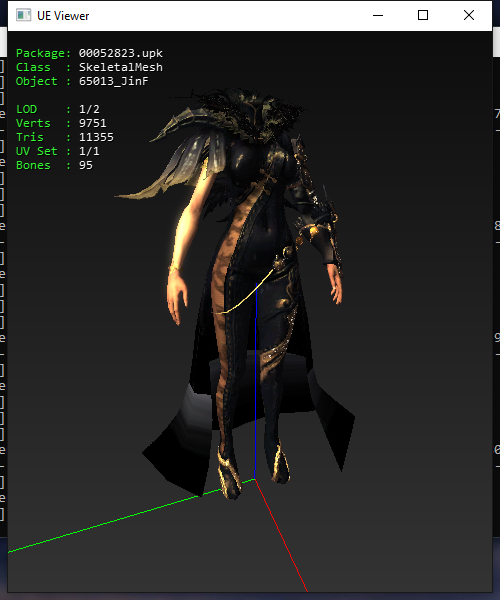 UE Viewer
Package: 00052823.upk
Class  : SkeletalMesh
Object : 65013_JinF
LOD    : 1/2
Verts  : 9751
Tris   : 11355
UV Set : 1/1
Bones  : 95